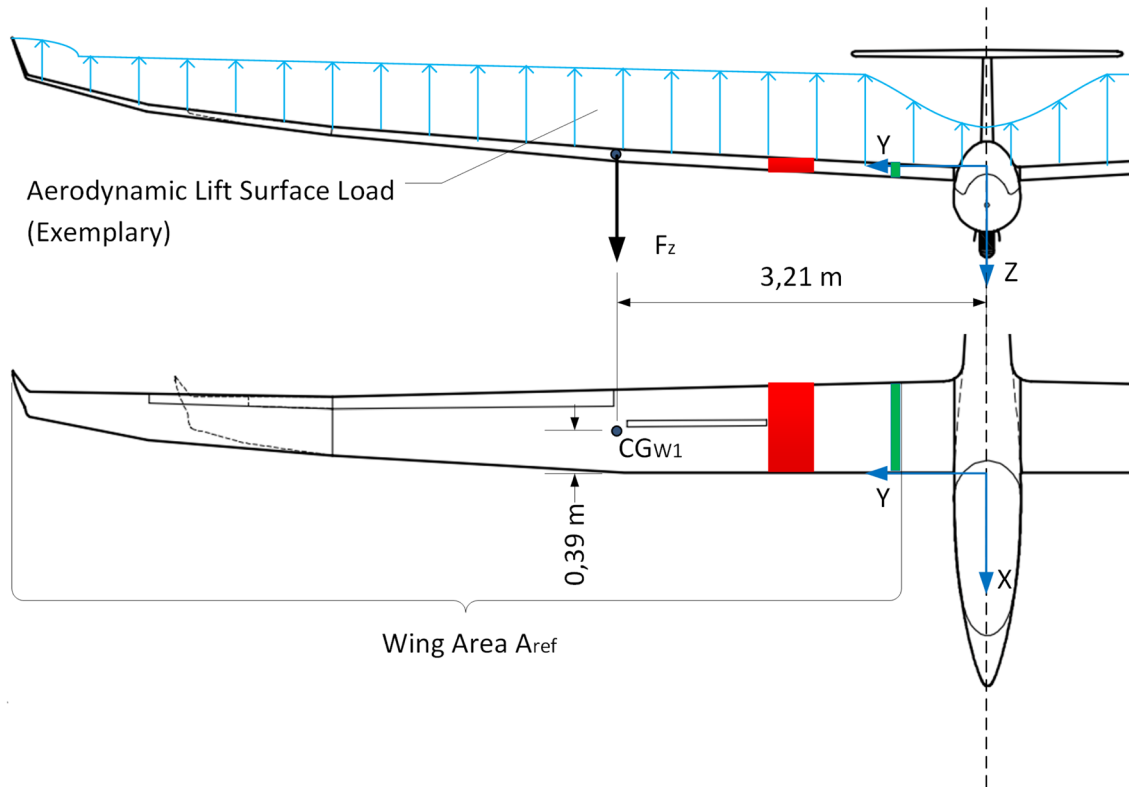 Y
Aerodynamic Lift Surface Load
(Exemplary)
Fz
Z
3,21 m
CGW1
Y
0,39 m
X
Wing Area Aref